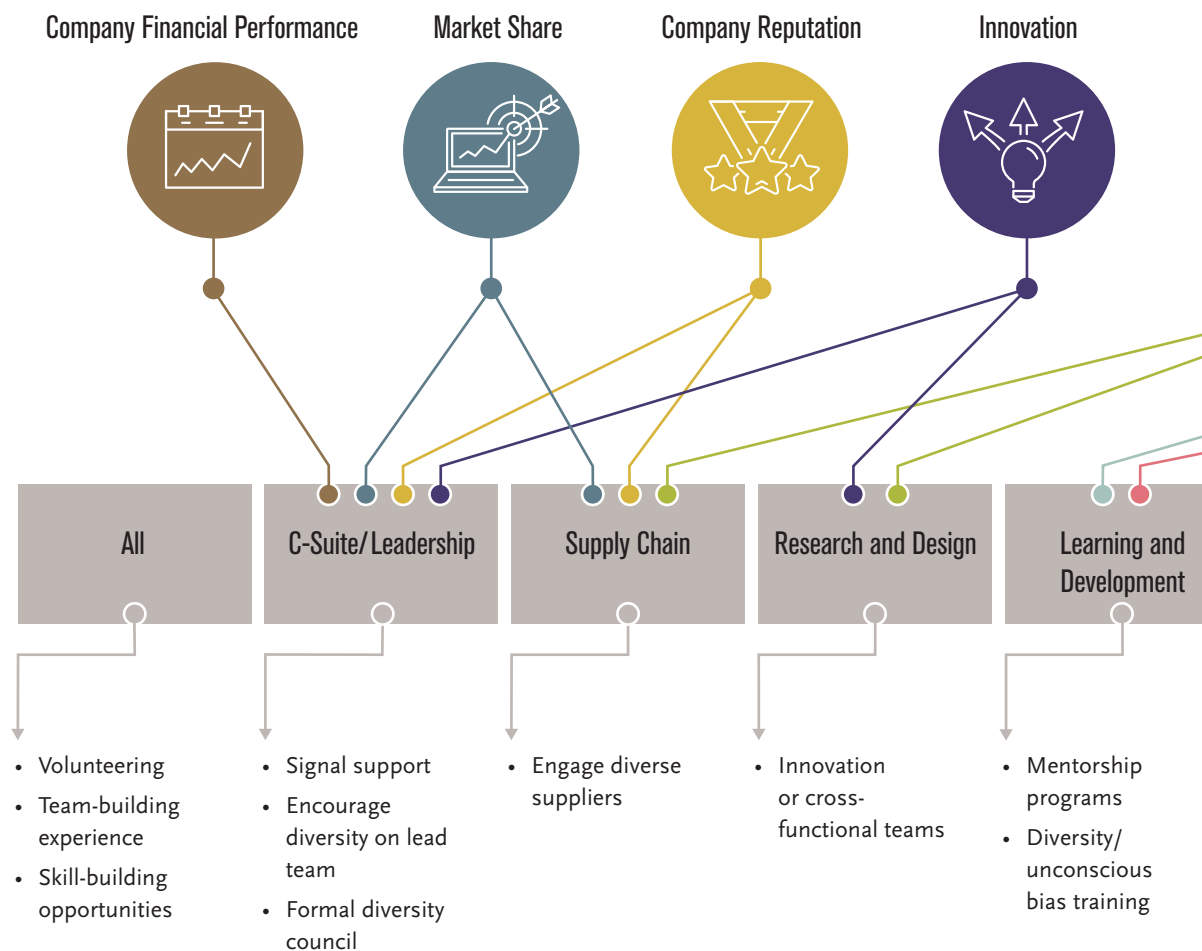 Company Financial Performance
Market Share
Company Reputation
Innovation
All
C-Suite/Leadership
Supply Chain
Research and Design
Learning and
Development
• Volunteering
• Team-building
experience
• Skill-building
opportunities
• Signal support
• Encourage
diversity on lead
team
• Formal diversity
council
• Engage diverse
suppliers
• Innovation
or cross-
functional teams
• Mentorship
programs
• Diversity/
unconscious
bias training